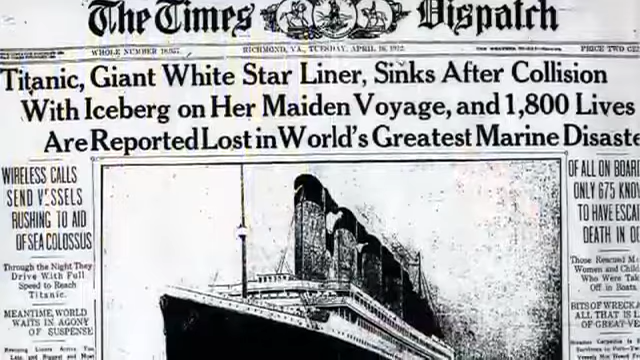 The Times Dispatch
WHOLE NUMBER
RICHMOND, VA., TUESDAY, APRIL 16, 1912.
PRICE TWO CE
Titanic, Giant White Star Liner, Sinks After Collision
With Iceberg on Her Maiden Voyage, and 1,800 Lives
Are Reported Lost in World's Greatest Marine Disaste
WIRELESS CALLS
SEND VESSELS
RUSHING TO AID
OF SEA COLOSSUS
Through the Night They
Drive With Full
Speed to Reach
Titanic.
MEANTIME, WORLD
WAITS IN AGONY
OF SUSPENSE
OF ALL ON BOAR
ONLY 675 KNO
TO HAVE ESCA
DEATH IN O
Those Rescued M
Women and Child
Who Were Tak
Off in Boats.
BITS OF WRECKA
ALL THAT IS L
OF GREAT VE